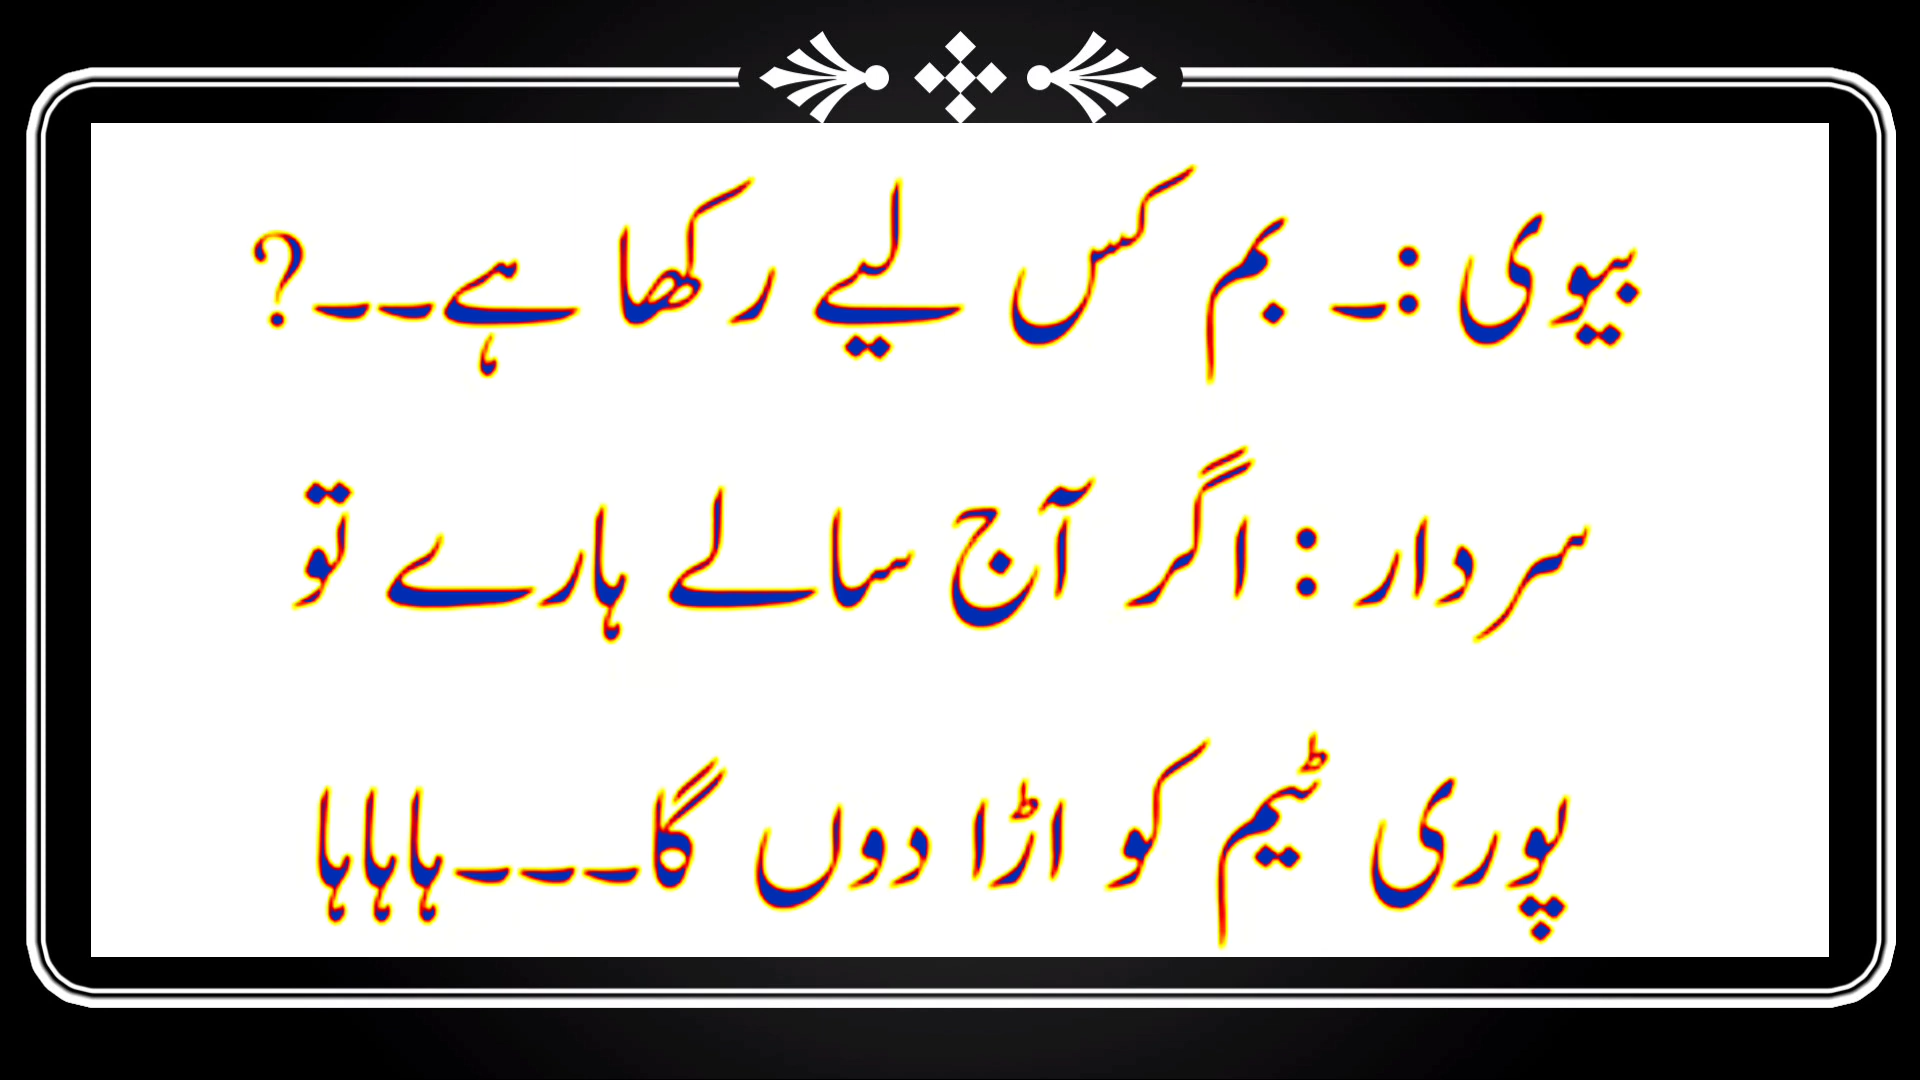 بیوی :۔ بم کس لیے رکھا ہے۔۔?
سردار : اگر آج سالے ہارے تو
پوری ٹیم کو اڑا دوں گا۔۔۔ہاہاہا